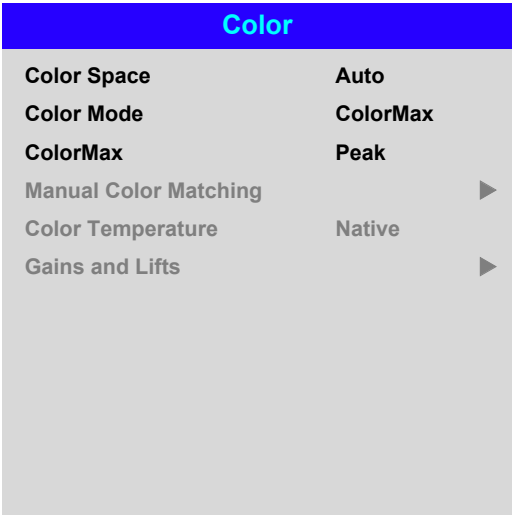 Color
Color Space Auto
Color Mode ColorMax
ColorMax Peak
Manual Color Matching
Color Temperature Native
Gains and Lifts